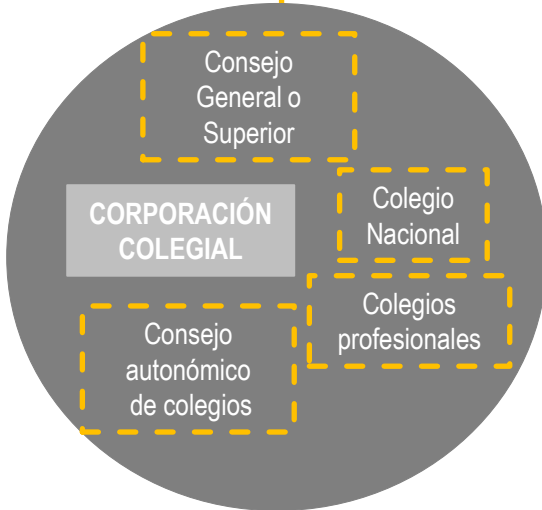 Consejo
General o
Superior
CORPORACIÓN
COLEGIAL
Colegio
Nacional
Colegios
profesionales
Consejo
autonómico
de colegios